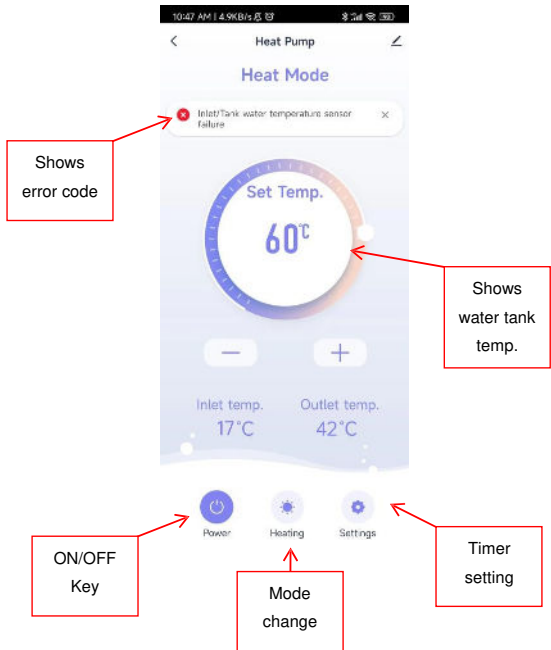 10:47 AM | 4.9KB/s
Heat Pump
Heat Mode
Inlet/Tank water temperature sensor
failure
Shows
error code
Set Temp.
60°C
Shows
water tank
temp.
Inlet temp.
Outlet temp.
17°C
42°C
Power
Heating
Settings
ON/OFF
Key
Mode
change
Timer
setting